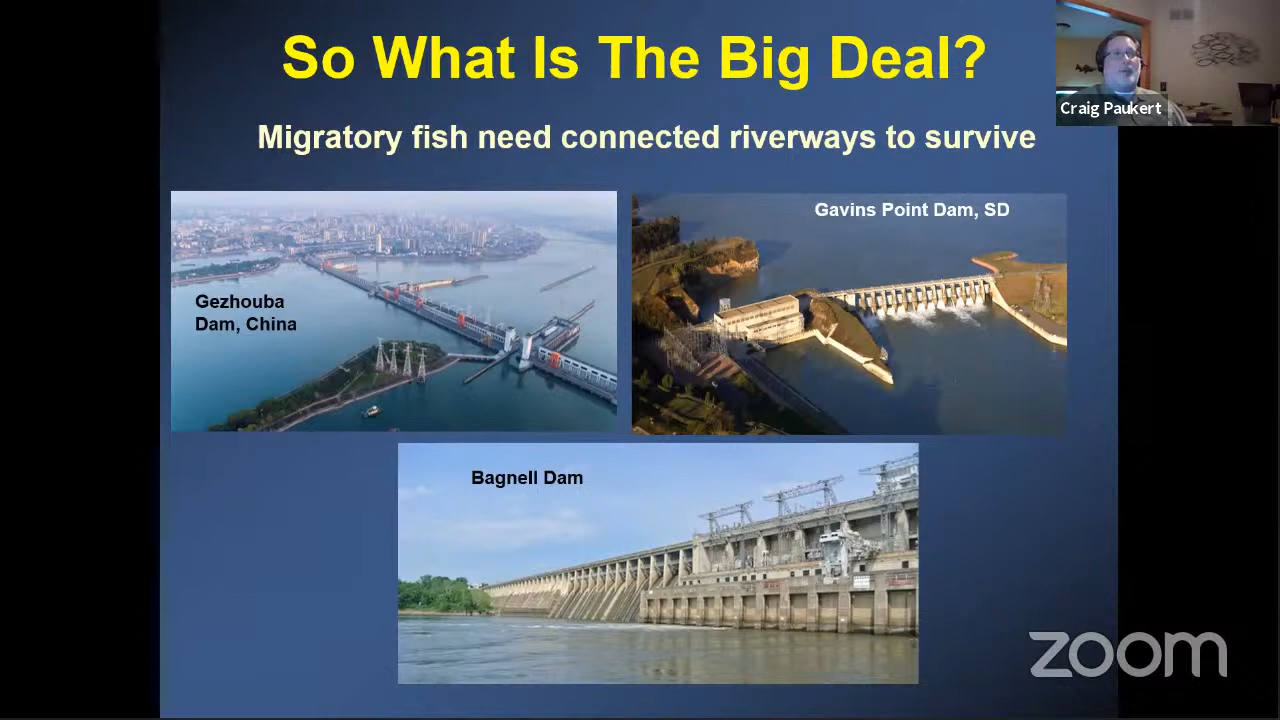 So What Is The Big Deal?
Craig Paukert
Migratory fish need connected riverways to survive
Gezhouba
Dam, China
Gavins Point Dam, SD
Bagnell Dam
zoom